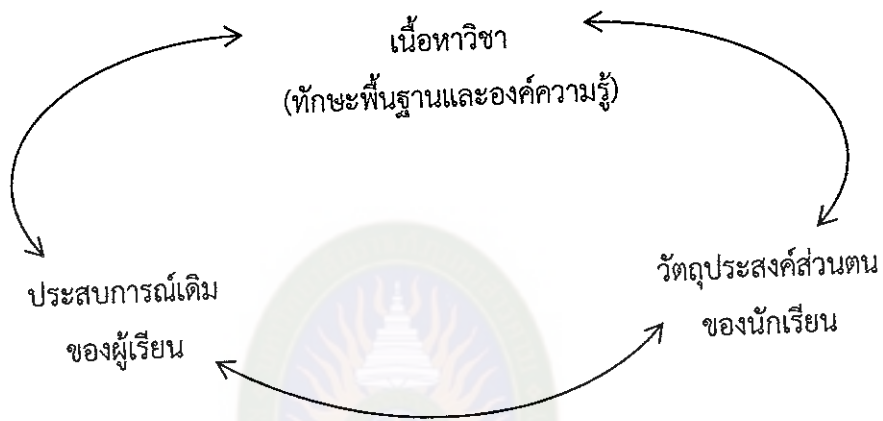 เนื้อหาวิชา
(ทักษะพื้นฐานและองค์ความรู้)
ประสบการณ์เดิม
ของผู้เรียน
วัตถุประสงค์ส่วนตน
ของนักเรียน